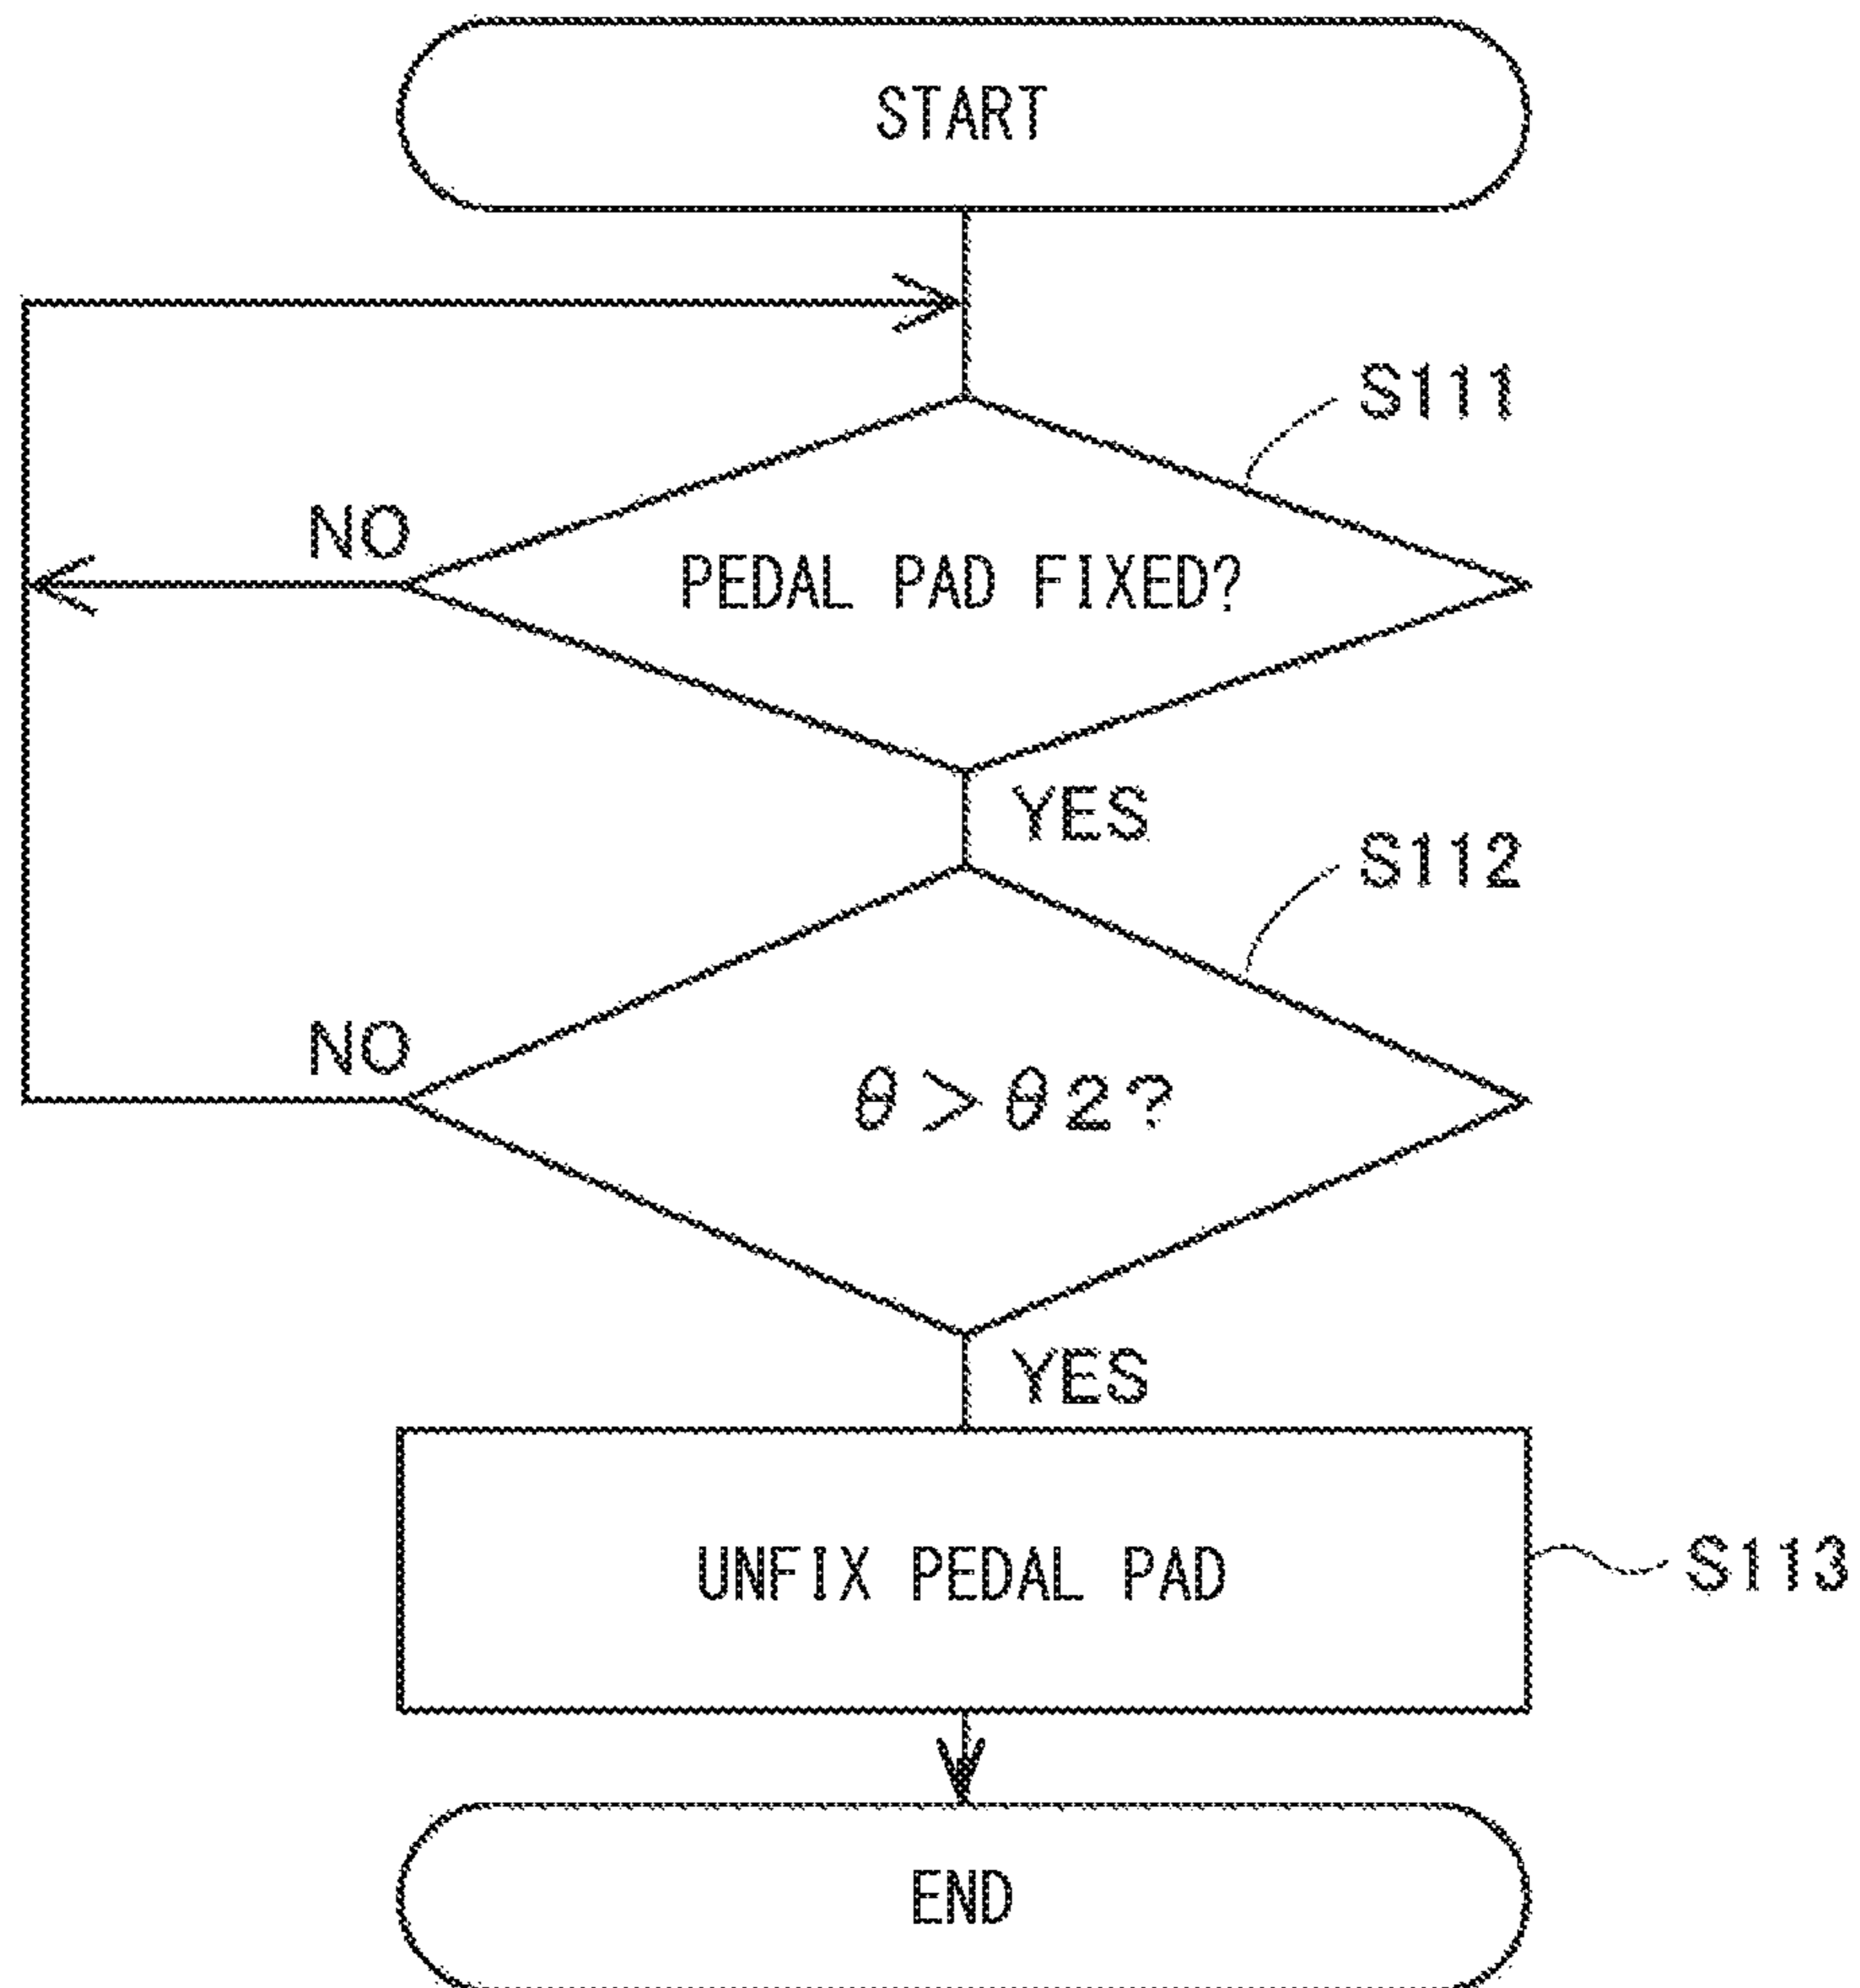 START
S111
NO
PEDAL PAD FIXED?
YES
S112
NO
θ>θ2?
YES
UNFIX PEDAL PAD
S113
END